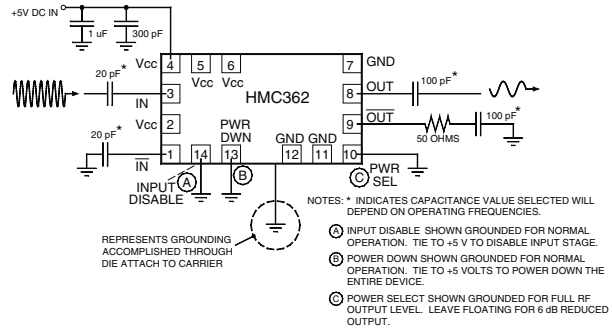 +5V DC IN
1 uF
300 pF
4
5
6
7
GND
Vcc
Vcc
Vcc
20 pF*
3
IN
HMC362
8
OUT
100 pF*
Vcc
2
PWR
DWN
9
OUT
50 OHMS
100 pF*
20 pF*
GND GND
1
14
13
12
11
10
IN
PWR
SEL
INPUT
DISABLE
A
B
C
REPRESENTS GROUNDING
ACCOMPLISHED THROUGH
DIE ATTACH TO CARRIER
NOTES: * INDICATES CAPACITANCE VALUE SELECTED WILL
DEPEND ON OPERATING FREQUENCIES.
A INPUT DISABLE SHOWN GROUNDED FOR NORMAL
OPERATION. TIE TO +5 V TO DISABLE INPUT STAGE.
B POWER DOWN SHOWN GROUNDED FOR NORMAL
OPERATION. TIE TO +5 VOLTS TO POWER DOWN THE
ENTIRE DEVICE.
C POWER SELECT SHOWN GROUNDED FOR FULL RF
OUTPUT LEVEL. LEAVE FLOATING FOR 6 dB REDUCED
OUTPUT.